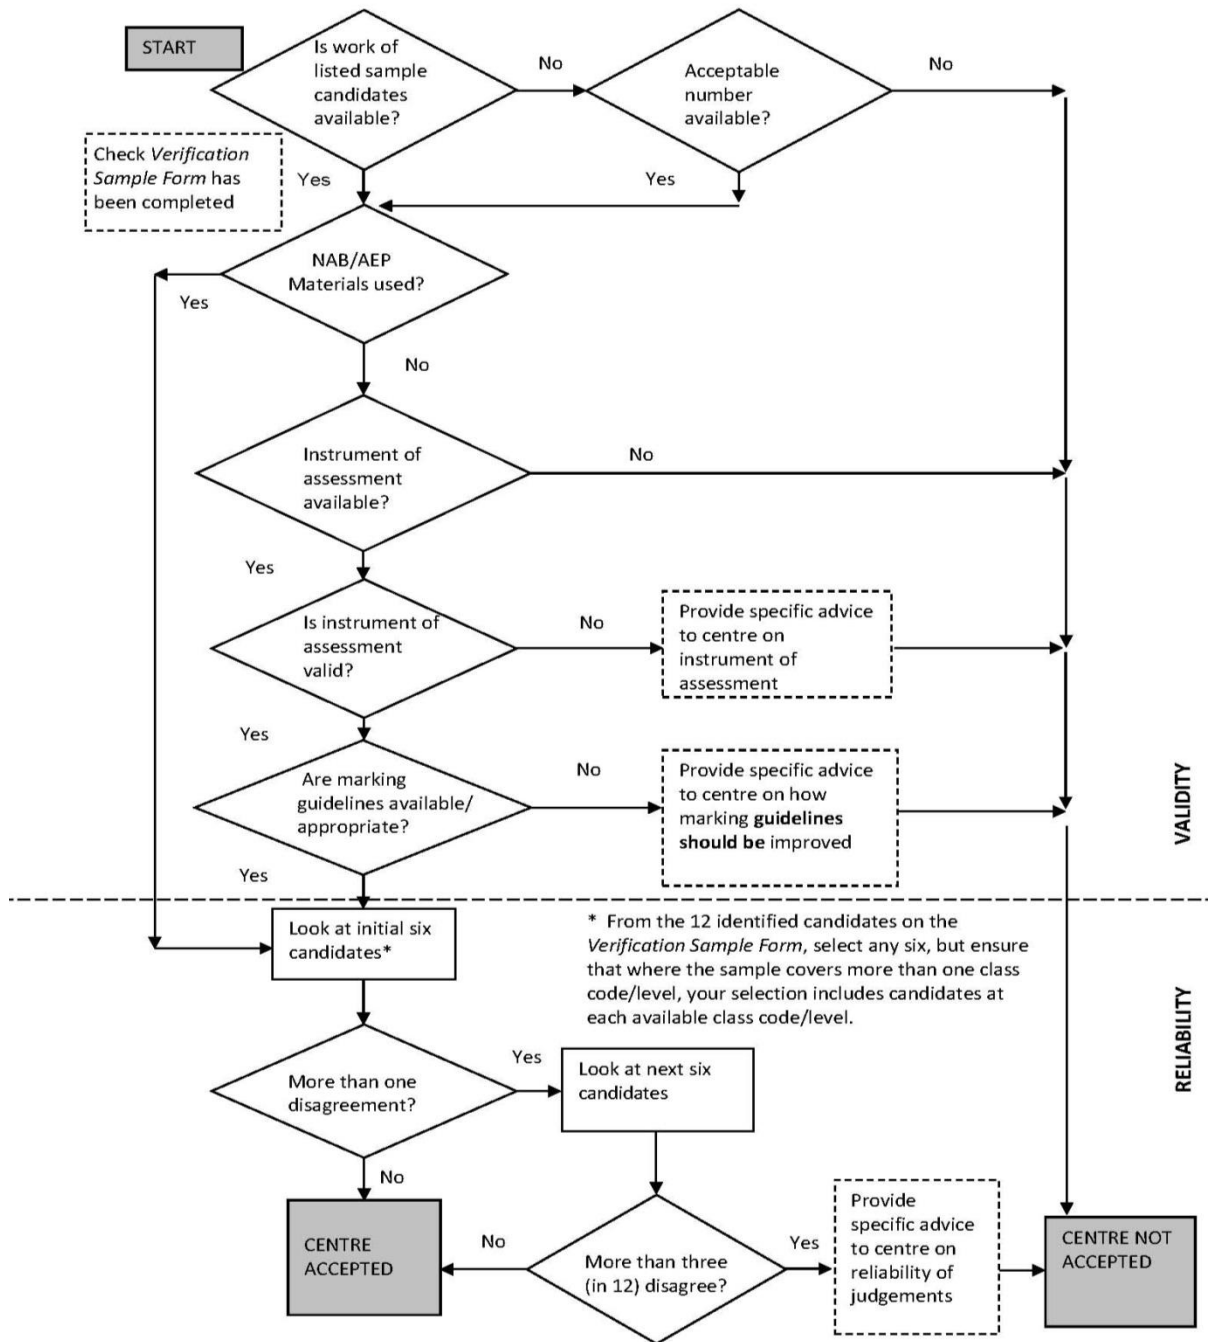 START
Is work of
listed sample
candidates
available?
No
Acceptable
number
available?
No
Check Verification
Sample Form has
been completed
Yes
Yes
NAB/AEP
Materials used?
Yes
No
Instrument of
assessment
available?
No
Yes
Is instrument of
assessment
valid?
No
Provide specific advice
to centre on
instrument of
assessment
Yes
Are marking
guidelines available/
appropriate?
No
Provide specific advice
to centre on how
marking guidelines
should be improved
VALIDITY
Yes
Look at initial six
candidates*
* From the 12 identified candidates on the
Verification Sample Form, select any six, but ensure
that where the sample covers more than one class
code/level, your selection includes candidates at
each available class code/level.
RELIABILITY
More than one
disagreement?
Yes
Look at next six
candidates
No
CENTRE
ACCEPTED
No
More than three
(in 12) disagree?
Yes
Provide
specific advice
to centre on
reliability of
judgements
CENTRE NOT
ACCEPTED